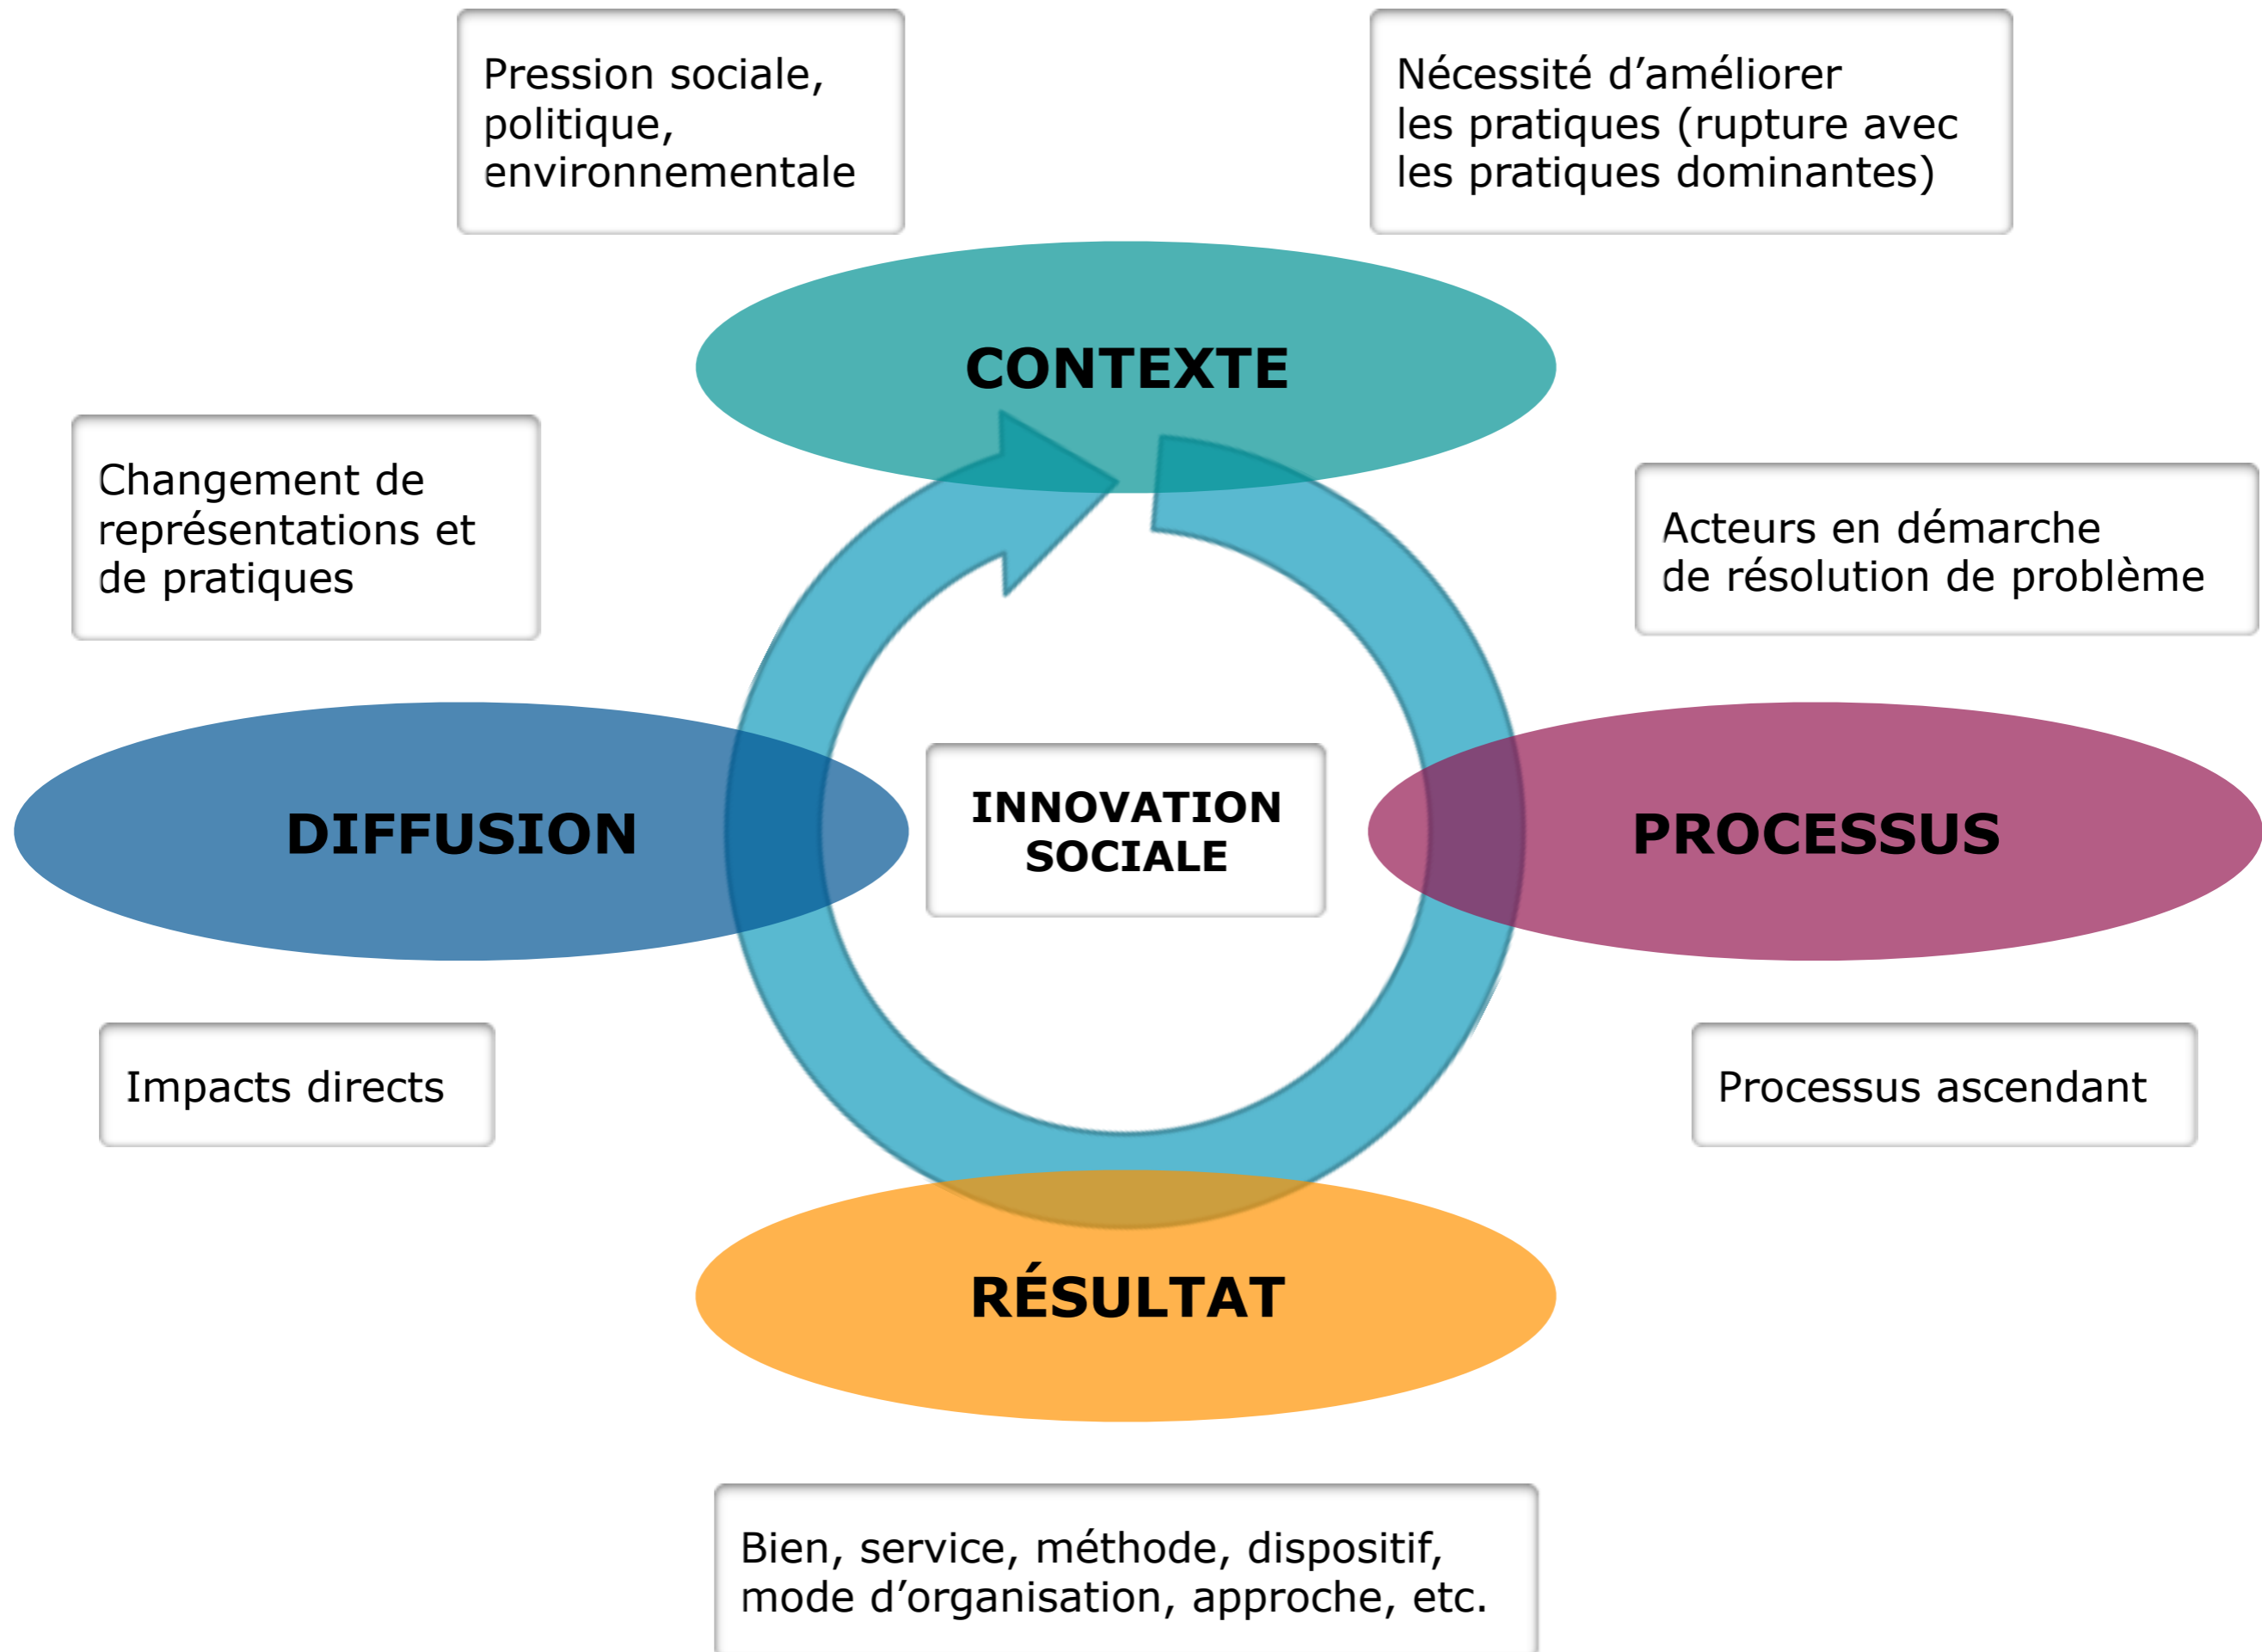 Pression sociale,
politique,
environnementale
Nécessité d’améliorer
les pratiques (rupture avec
les pratiques dominantes)
CONTEXTE
Changement de
représentations et
de pratiques
Acteurs en démarche
de résolution de problème
DIFFUSION
INNOVATION
SOCIALE
PROCESSUS
Impacts directs
Processus ascendant
RÉSULTAT
Bien, service, méthode, dispositif,
mode d’organisation, approche, etc.